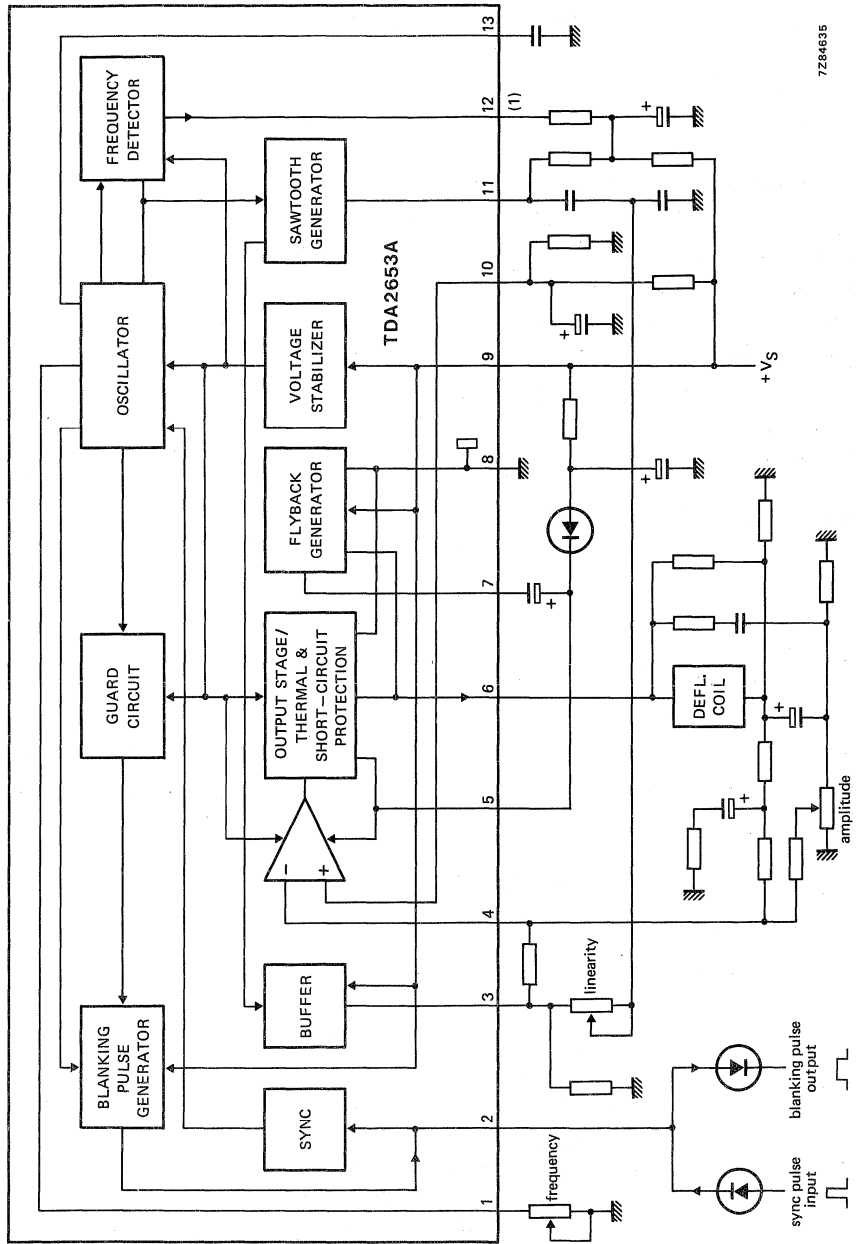 BLANKING
PULSE
GENERATOR
GUARD
CIRCUIT
OSCILLATOR
FREQUENCY
DETECTOR
SYNC
BUFFER
−
+
OUTPUT STAGE/
THERMAL &
SHORT-CIRCUIT
PROTECTION
FLYBACK
GENERATOR
VOLTAGE
STABILIZER
SAWTOOTH
GENERATOR
TDA2653A
1
2
3
4
5
6
7
8
9
10
11
12
13
(1)
frequency
linearity
+
+
+
+
DEFL.
COIL
+
+
+VS
sync pulse
input
blanking pulse
output
amplitude
7Z84635